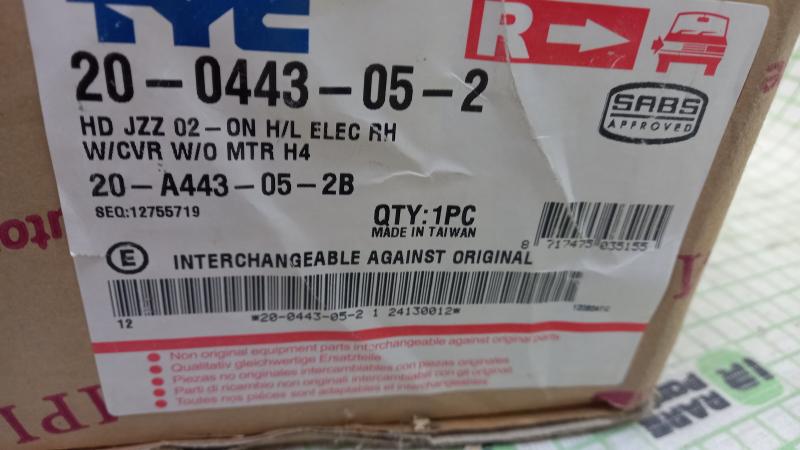 TYC
R
20-0443-05-2
HD JZZ 02-ON H/L ELEC RH
W/CVR W/O MTR H4
20-A443-05-2B
SEQ:12755719
SABS
APPROVED
QTY:1PC
MADE IN TAIWAN
8 717475 035155
E
INTERCHANGEABLE AGAINST ORIGINAL
12
*20-0443-05-2 1 24130012*
Non original equipment parts interchangeable against original parts
Qualitativ gleichwertige Ersatzteile
Piezas no originales intercambiables con piezas originales
Parti di ricambio non originali intercambiabili con gli originali
Toutes nos pièces sont adaptables et interchangeables